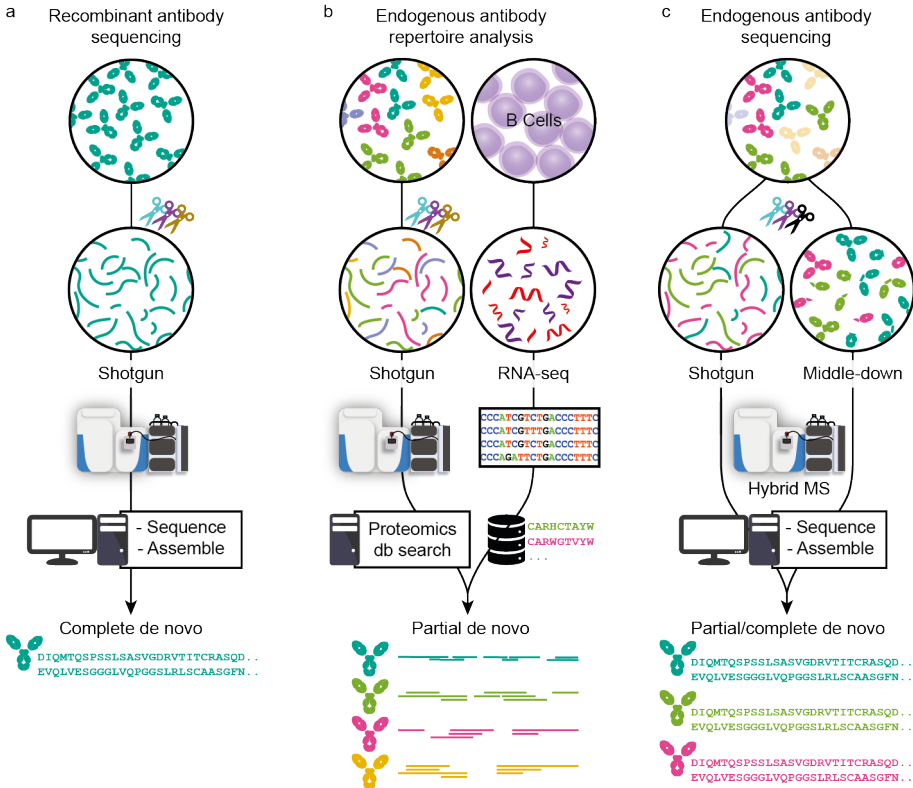 a
Recombinant antibody
sequencing
Shotgun
- Sequence
- Assemble
Complete de novo
DIQMTQSPSSLSASVGDRVTITCRASQD..
EVQLVESGGGLVQPGGSLRLSCAASGFN..
b
Endogenous antibody
repertoire analysis
B Cells
Shotgun
RNA-seq
CCCATCGTCTGACCCTTTC
CCCATCGTTTGACCCTTTC
CCCATCGTCTGACCCTTTC
CCCAGATTCTGACCCTTTC
Proteomics
db search
CARHCTAYW
CARWGTVYW
...
Partial de novo
c
Endogenous antibody
sequencing
Shotgun
Middle-down
Hybrid MS
- Sequence
- Assemble
Partial/complete de novo
DIQMTQSPSSLSASVGDRVTITCRASQD..
EVQLVESGGGLVQPGGSLRLSCAASGFN..
DIQMTQSPSSLSASVGDRVTITCRASQD..
EVQLVESGGGLVQPGGSLRLSCAASGFN..
DIQMTQSPSSLSASVGDRVTITCRASQD..
EVQLVESGGGLVQPGGSLRLSCAASGFN..